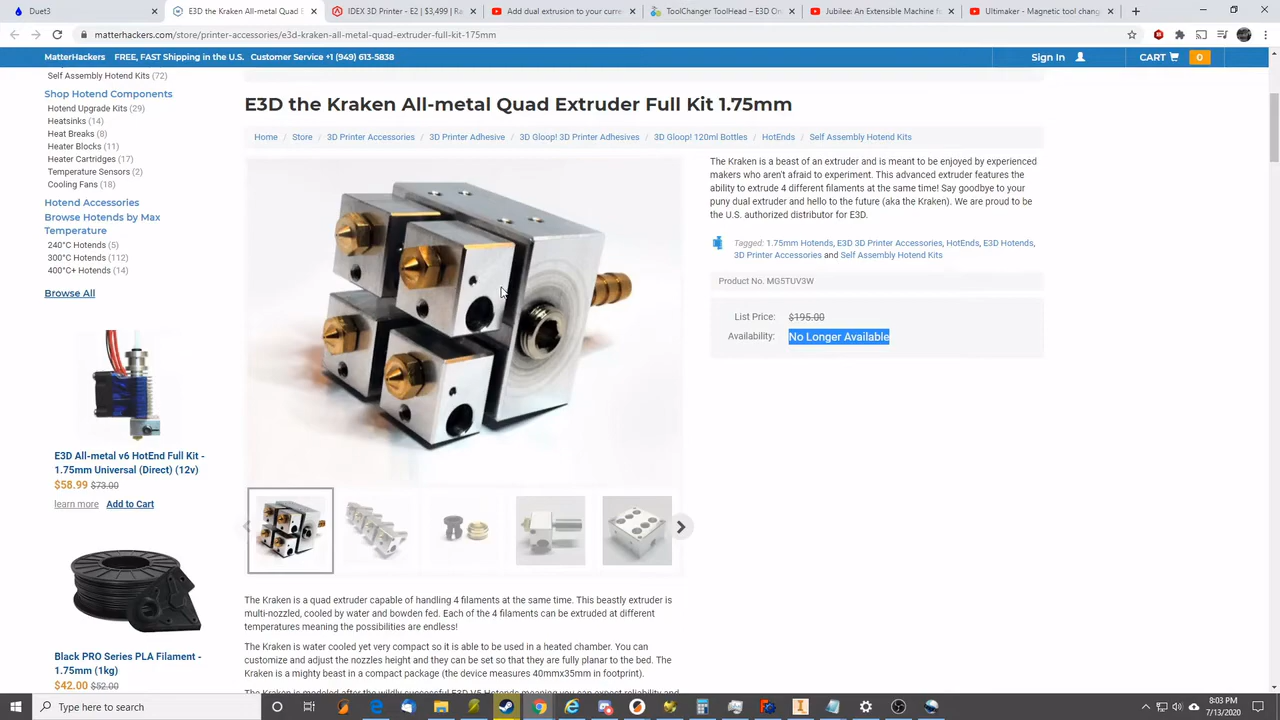 Duet3
E3D the Kraken All-metal Quad E
IDEX 3D Printer - E2 | $3,499 | Ra
Add dual extrusion to your curre
ToolChanger ToolHead – E3D On
Jubilee: An Extensible Machine fo
Ultimaker - Magnetic tool chang
matterhackers.com/store/printer-accessories/e3d-kraken-all-metal-quad-extruder-full-kit-175mm
MatterHackers FREE, FAST Shipping in the U.S. Customer Service +1 (949) 613-5838
Sign In
CART 0
Self Assembly Hotend Kits (72)
Shop Hotend Components
Hotend Upgrade Kits (29)
Heatsinks (14)
Heat Breaks (8)
Heater Blocks (11)
Heater Cartridges (17)
Temperature Sensors (2)
Cooling Fans (18)
Hotend Accessories
Browse Hotends by Max
Temperature
240°C Hotends (5)
300°C Hotends (112)
400°C+ Hotends (14)
Browse All
E3D All-metal v6 HotEnd Full Kit -
1.75mm Universal (Direct) (12v)
$58.99 $73.00
learn more Add to Cart
Black PRO Series PLA Filament -
1.75mm (1kg)
$42.00 $52.00
E3D the Kraken All-metal Quad Extruder Full Kit 1.75mm
Home / Store / 3D Printer Accessories / 3D Printer Adhesive / 3D Gloop! 3D Printer Adhesives / 3D Gloop! 120ml Bottles / HotEnds / Self Assembly Hotend Kits
The Kraken is a beast of an extruder and is meant to be enjoyed by experienced
makers who aren't afraid to experiment. This advanced extruder features the
ability to extrude 4 different filaments at the same time! Say goodbye to your
puny dual extruder and hello to the future (aka the Kraken). We are proud to be
the U.S. authorized distributor for E3D.
Tagged: 1.75mm Hotends, E3D 3D Printer Accessories, HotEnds, E3D Hotends,
3D Printer Accessories and Self Assembly Hotend Kits
Product No. MG5TUV3W
List Price: $195.00
Availability: No Longer Available
The Kraken is a quad extruder capable of handling 4 filaments at the same time. This beastly extruder is
multi-nozzled, cooled by water and bowden fed. Each of the 4 filaments can be extruded at different
temperatures meaning the possibilities are endless!
The Kraken is water cooled yet very compact so it is able to be used in a heated chamber. You can
customize and adjust the nozzles height and they can be set so that they are fully planar to the bed. The
Kraken is a mighty beast in a compact package (the device measures 40mmx35mm in footprint).
The Kraken is modeled after the wildly successful E3D V5 Hotends meaning you can expect reliability and
Type here to search
8:03 PM
7/13/2020